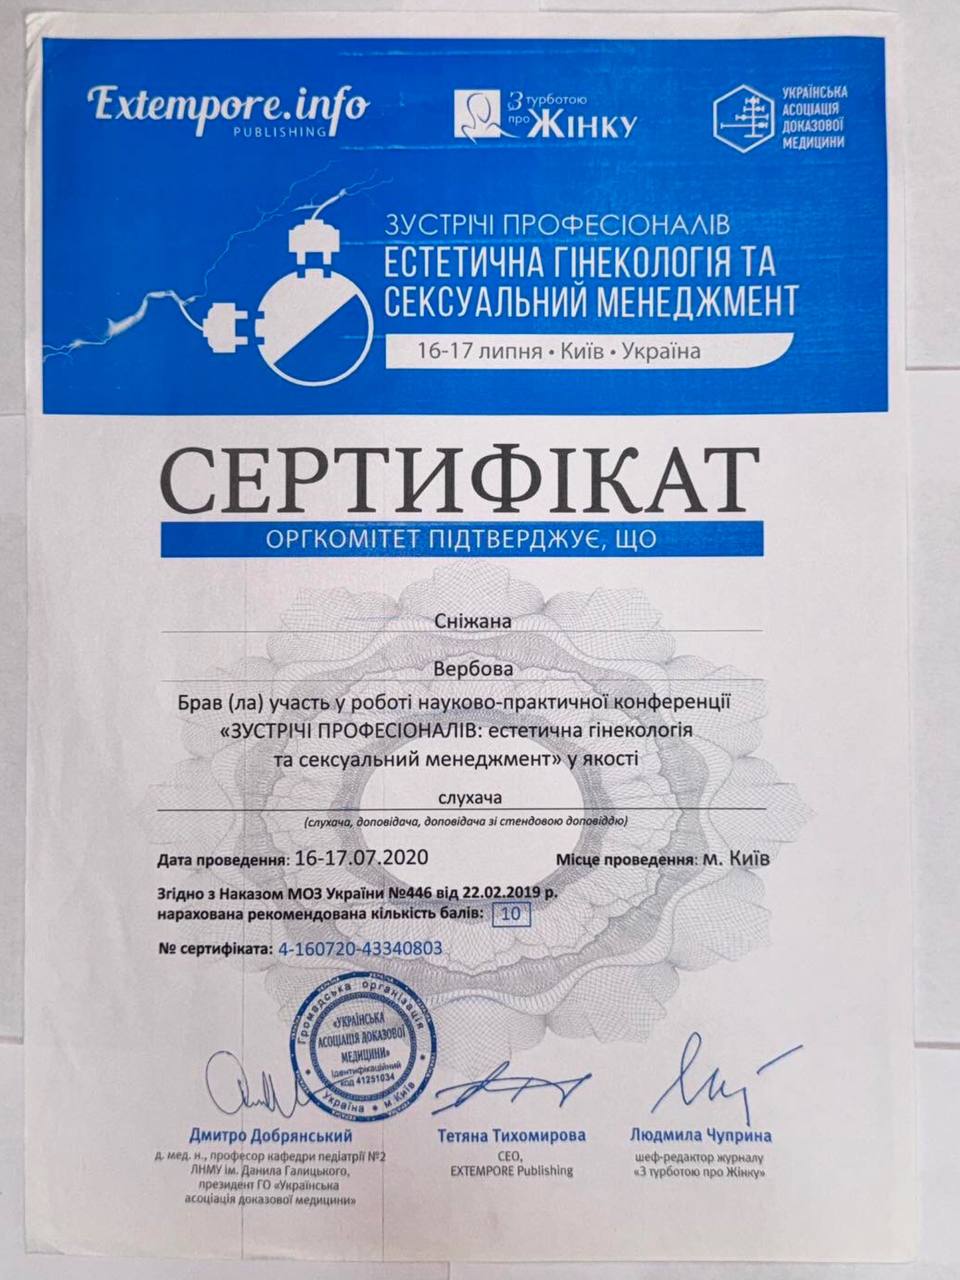 Extempore.info
PUBLISHING
З турботою
про ЖІНКУ
УКРАЇНСЬКА
АСОЦІАЦІЯ
ДОКАЗОВОЇ
МЕДИЦИНИ
ЗУСТРІЧІ ПРОФЕСІОНАЛІВ
ЕСТЕТИЧНА ГІНЕКОЛОГІЯ ТА
СЕКСУАЛЬНИЙ МЕНЕДЖМЕНТ
16-17 липня • Київ • Україна
СЕРТИФІКАТ
ОРГКОМІТЕТ ПІДТВЕРДЖУЄ, ЩО
Сніжана
Вербова
Брав (ла) участь у роботі науково-практичної конференції
«ЗУСТРІЧІ ПРОФЕСІОНАЛІВ: естетична гінекологія
та сексуальний менеджмент» у якості
слухача
(слухача, доповідача, доповідача зі стендовою доповіддю)
Дата проведення: 16-17.07.2020 Місце проведення: м. Київ
Згідно з Наказом МОЗ України №446 від 22.02.2019 р.
нарахована рекомендована кількість балів: 10
№ сертифіката: 4-160720-43340803
Громадська організація
«УКРАЇНСЬКА
АСОЦІАЦІЯ ДОКАЗОВОЇ
МЕДИЦИНИ»
Ідентифікаційний
код 41251034
Україна • м.Київ
Дмитро Добрянський
д. мед. н., професор кафедри педіатрії №2
ЛНМУ ім. Данила Галицького,
президент ГО «Українська
асоціація доказової медицини»
Тетяна Тихомирова
CEO,
EXTEMPORE Publishing
Людмила Чуприна
шеф-редактор журналу
«З турботою про Жінку»